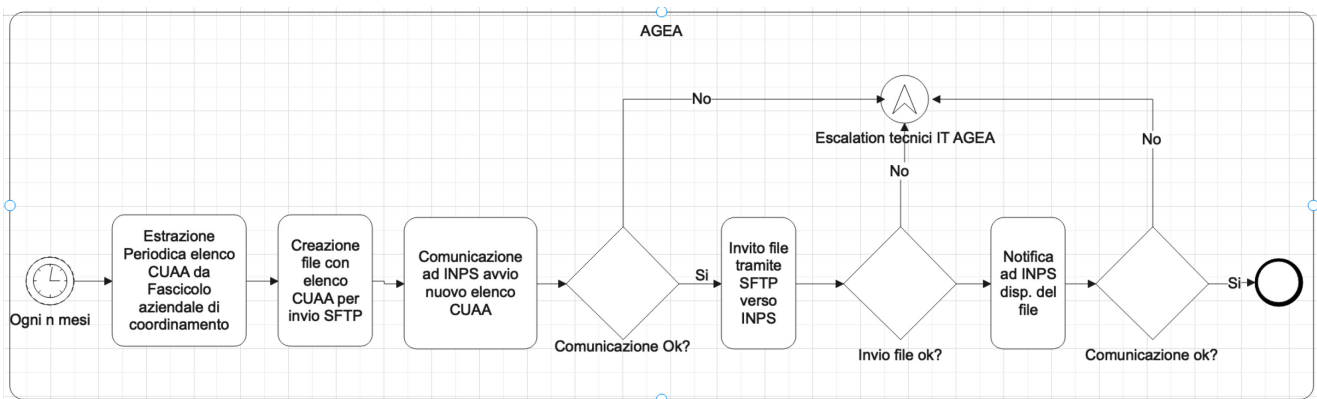 AGEA
No
Escalation tecnici IT AGEA
No
No
Ogni n mesi
Estrazione
Periodica elenco
CUAA da
Fascicolo
aziendale di
coordinamento
Creazione
file con
elenco
CUAA per
invio SFTP
Comunicazione
ad INPS avvio
nuovo elenco
CUAA
Comunicazione Ok?
Si
Invito file
tramite
SFTP
verso
INPS
Invio file ok?
Notifica
ad INPS
disp. del
file
Comunicazione ok?
Si